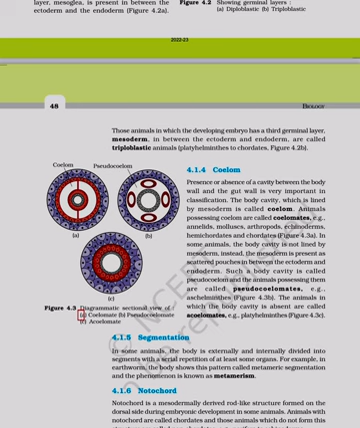 layer, mesoglea, is present in between the
ectoderm and the endoderm (Figure 4.2a).
Figure 4.2 Showing germinal layers :
(a) Diploblastic (b) Triploblastic
2022-23
48
BIOLOGY
Those animals in which the developing embryo has a third germinal layer,
mesoderm, in between the ectoderm and endoderm, are called
triploblastic animals (platyhelminthes to chordates, Figure 4.2b).
Coelom
Pseudocoelom
(a)
(b)
(c)
Figure 4.3 Diagrammatic sectional view of :
(a) Coelomate (b) Pseudocoelomate
(c) Acoelomate
4.1.4 Coelom
Presence or absence of a cavity between the body
wall and the gut wall is very important in
classification. The body cavity, which is lined
by mesoderm is called coelom. Animals
possessing coelom are called coelomates, e.g.,
annelids, molluscs, arthropods, echinoderms,
hemichordates and chordates (Figure 4.3a). In
some animals, the body cavity is not lined by
mesoderm, instead, the mesoderm is present as
scattered pouches in between the ectoderm and
endoderm. Such a body cavity is called
pseudocoelom and the animals possessing them
are called pseudocoelomates, e.g.,
aschelminthes (Figure 4.3b). The animals in
which the body cavity is absent are called
acoelomates, e.g., platyhelminthes (Figure 4.3c).
4.1.5 Segmentation
In some animals, the body is externally and internally divided into
segments with a serial repetition of at least some organs. For example, in
earthworm, the body shows this pattern called metameric segmentation
and the phenomenon is known as metamerism.
4.1.6 Notochord
Notochord is a mesodermally derived rod-like structure formed on the
dorsal side during embryonic development in some animals. Animals with
notochord are called chordates and those animals which do not form this